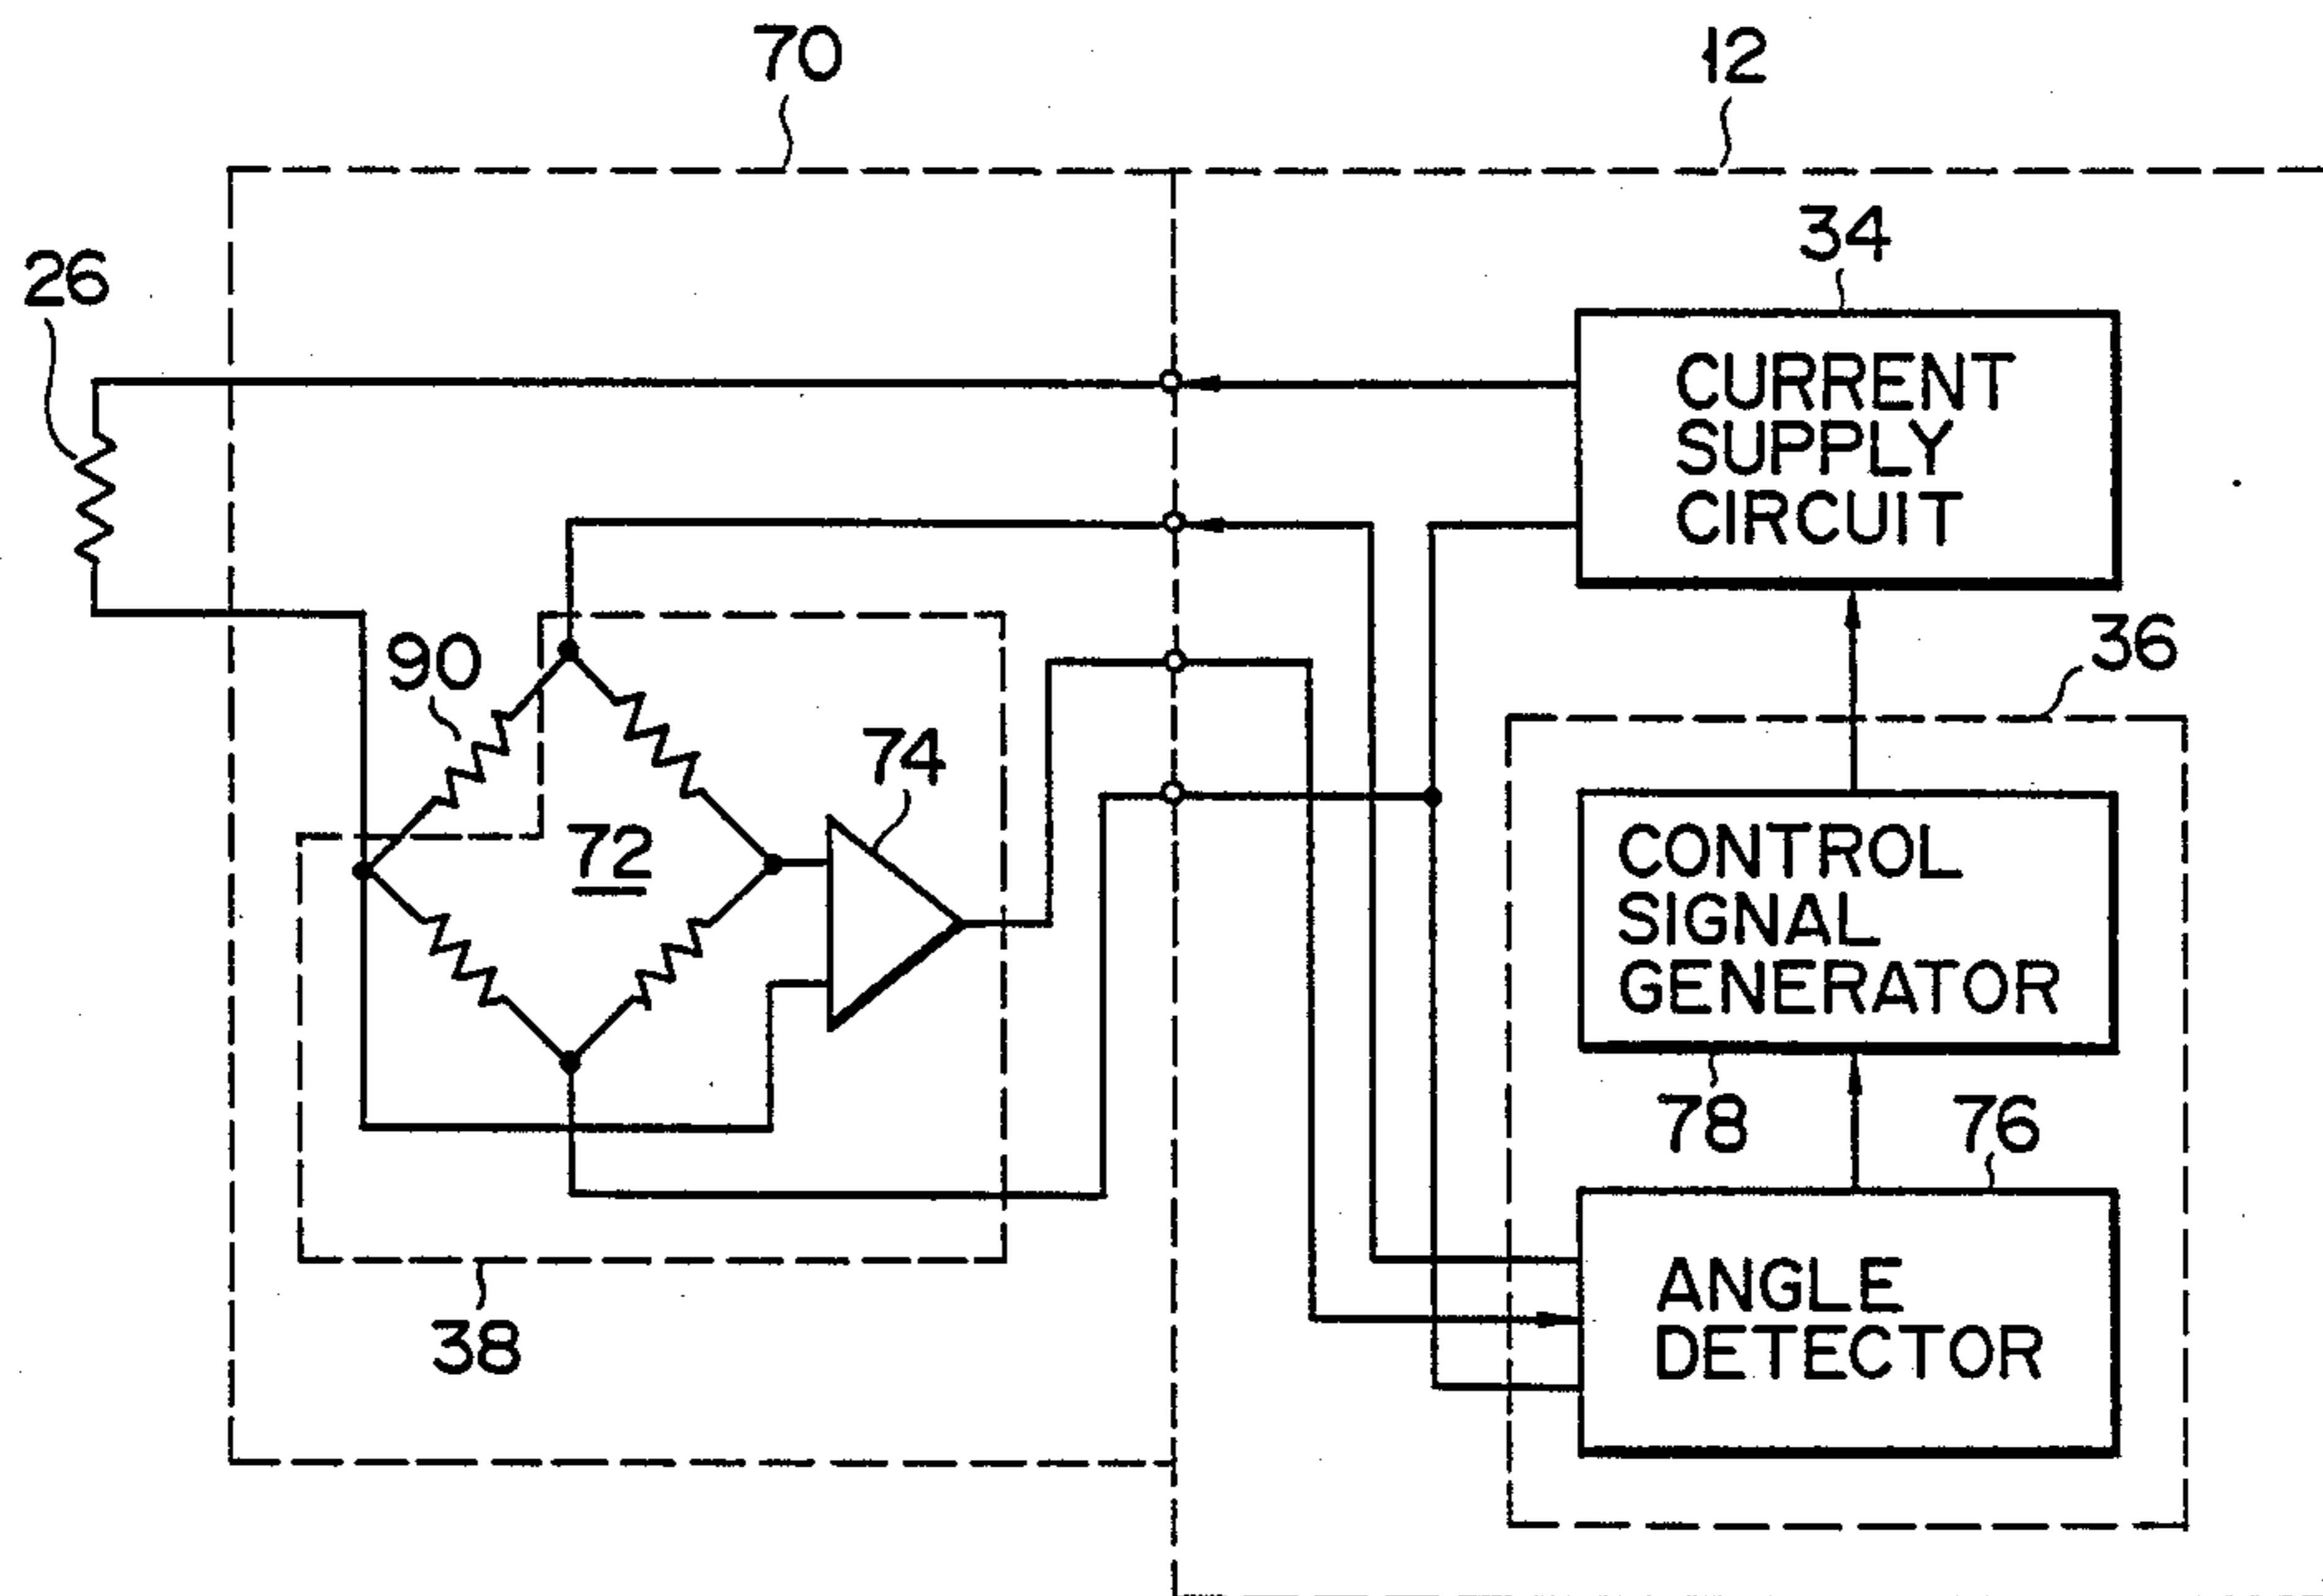 70
12
34
26
CURRENT
SUPPLY
CIRCUIT
36
90
74
72
CONTROL
SIGNAL
GENERATOR
78
76
ANGLE
DETECTOR
38